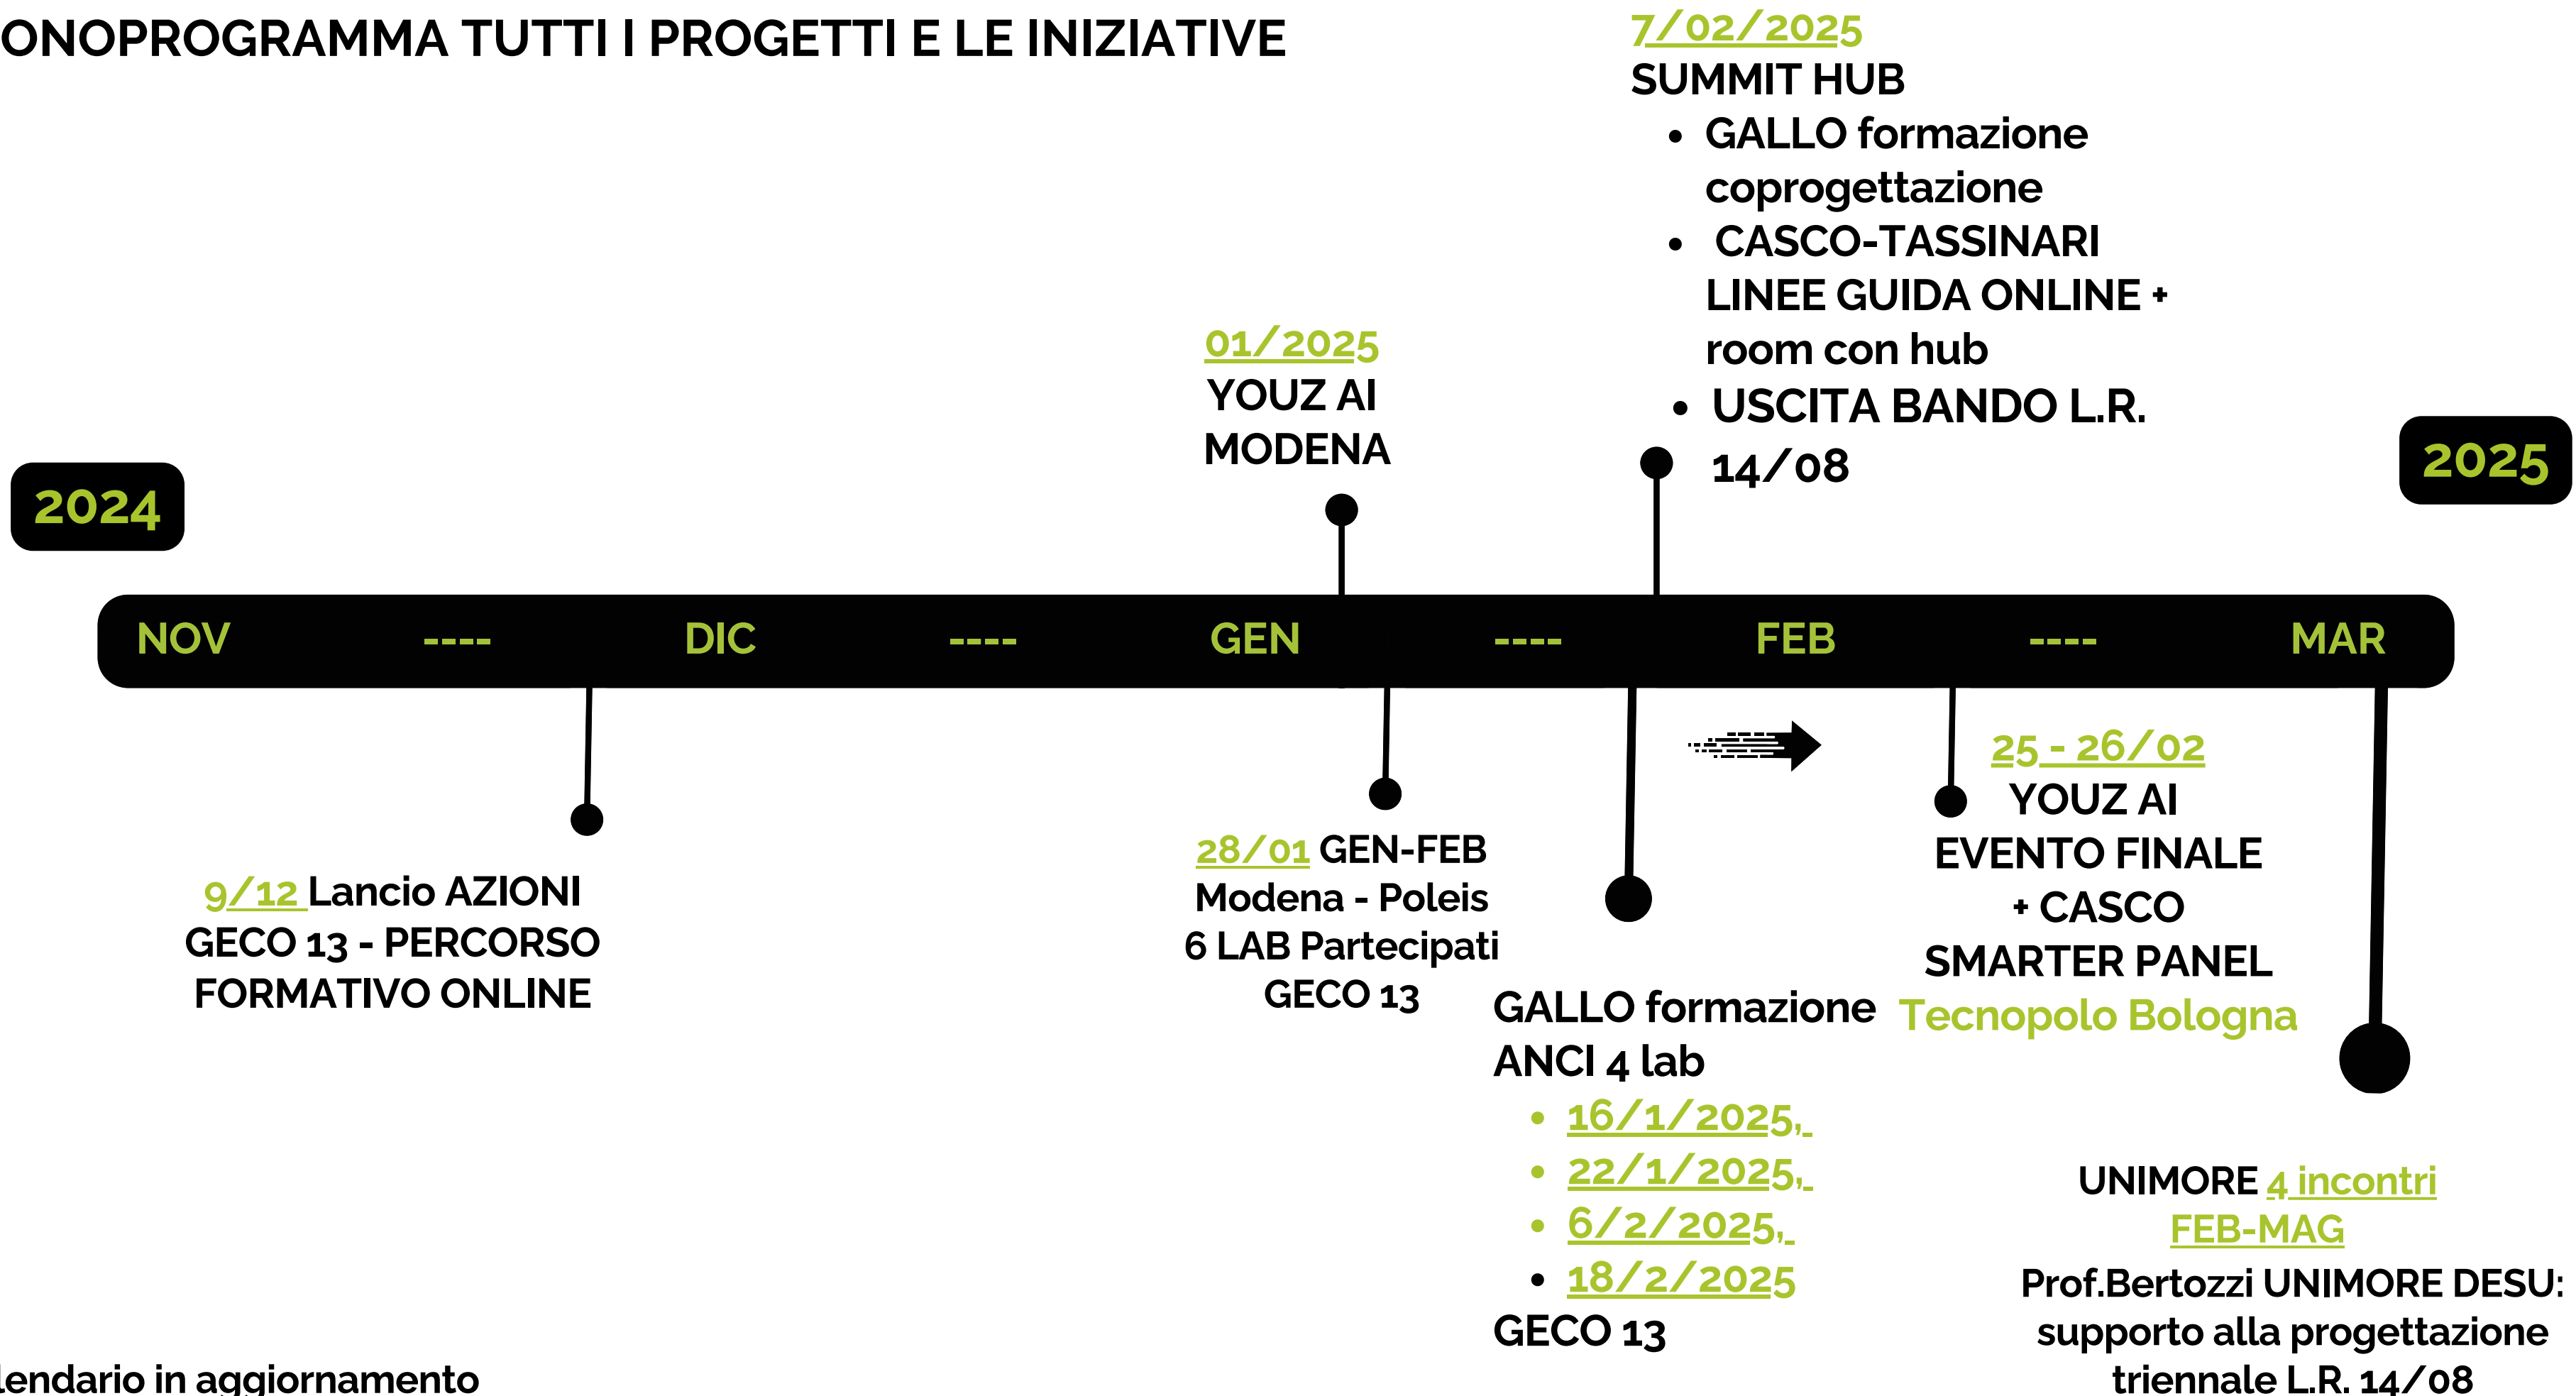 ONOPROGRAMMA TUTTI I PROGETTI E LE INIZIATIVE
7/02/2025
SUMMIT HUB
• GALLO formazione
coprogettazione
• CASCO-TASSINARI
LINEE GUIDA ONLINE +
room con hub
• USCITA BANDO L.R.
14/08
01/2025
YOUZ AI
MODENA
2024
2025
NOV ---- DIC ---- GEN ---- FEB ---- MAR
9/12 Lancio AZIONI
GECO 13 - PERCORSO
FORMATIVO ONLINE
28/01 GEN-FEB
Modena - Poleis
6 LAB Partecipati
GECO 13
GALLO formazione
ANCI 4 lab
• 16/1/2025,
• 22/1/2025,
• 6/2/2025,
• 18/2/2025
GECO 13
25 - 26/02
YOUZ AI
EVENTO FINALE
+ CASCO
SMARTER PANEL
Tecnopolo Bologna
UNIMORE 4 incontri
FEB-MAG
Prof.Bertozzi UNIMORE DESU:
supporto alla progettazione
triennale L.R. 14/08
lendario in aggiornamento